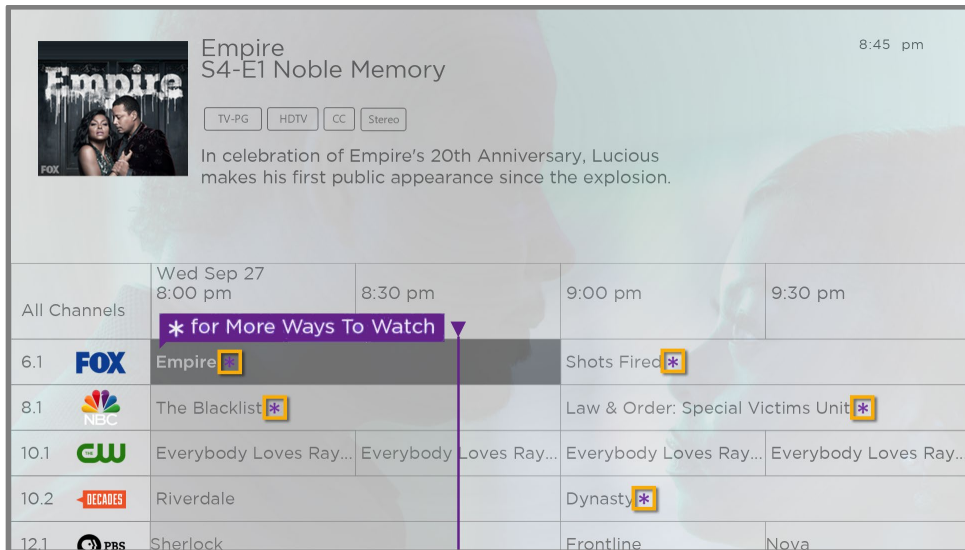 Empire
FOX
Empire
S4-E1 Noble Memory
8:45 pm
TV-PG HDTV CC Stereo
In celebration of Empire's 20th Anniversary, Lucious
makes his first public appearance since the explosion.
All Channels
Wed Sep 27
8:00 pm 8:30 pm 9:00 pm 9:30 pm
* for More Ways To Watch
6.1 FOX Empire* Shots Fired*
8.1 NBC The Blacklist* Law & Order: Special Victims Unit*
10.1 THE CW Everybody Loves Ray... Everybody Loves Ray... Everybody Loves Ray... Everybody Loves Ray...
10.2 DECADES Riverdale Dynasty*
12.1 PBS Sherlock Frontline Nova